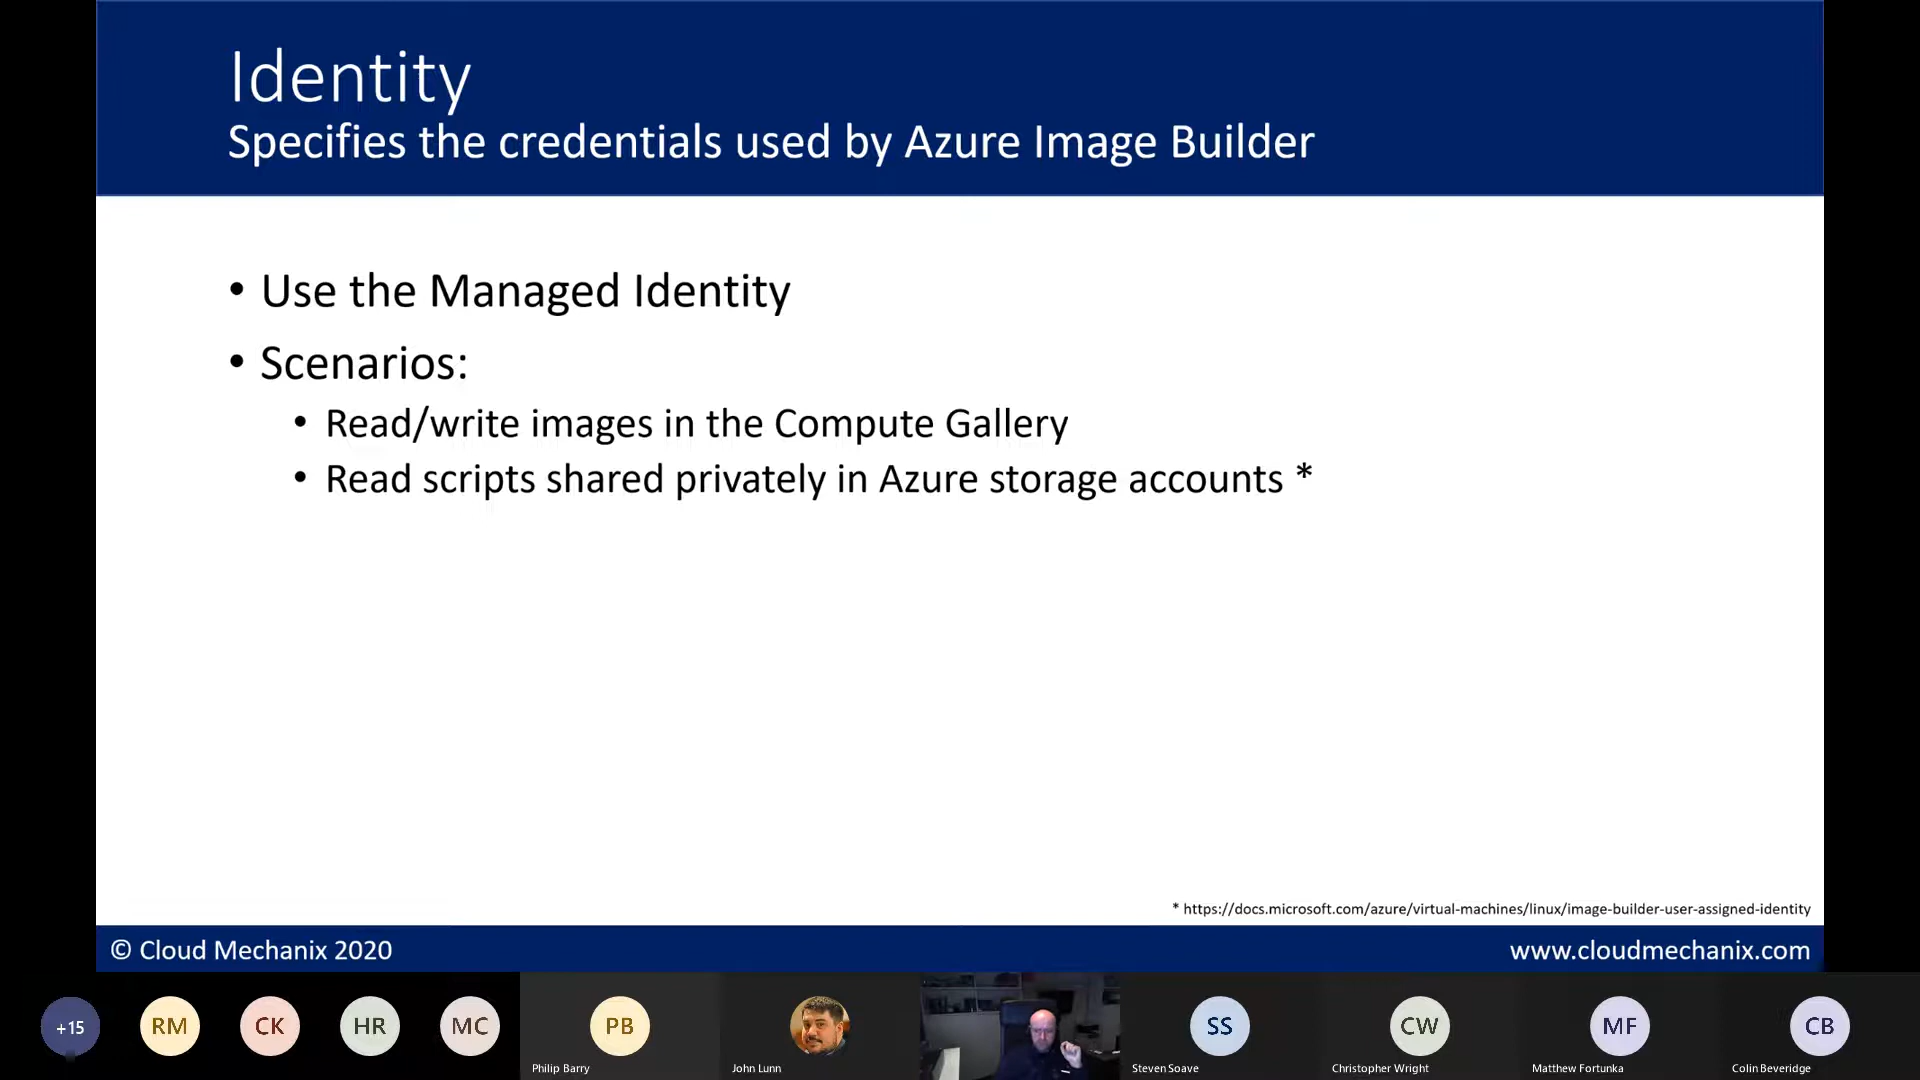 Identity
Specifies the credentials used by Azure Image Builder
• Use the Managed Identity
• Scenarios:
• Read/write images in the Compute Gallery
• Read scripts shared privately in Azure storage accounts *
* https://docs.microsoft.com/azure/virtual-machines/linux/image-builder-user-assigned-identity
© Cloud Mechanix 2020
www.cloudmechanix.com
+15
RM
CK
HR
MC
PB
SS
CW
MF
CB
Philip Barry
John Lunn
Steven Soave
Christopher Wright
Matthew Fortunka
Colin Beveridge